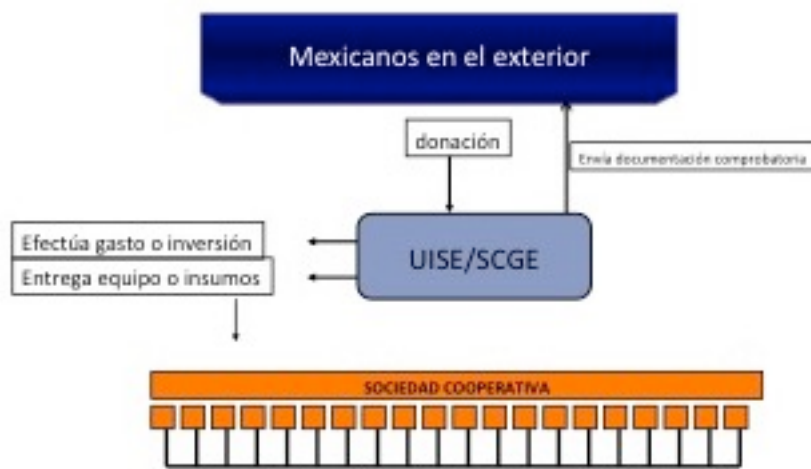 Mexicanos en el exterior
donación
Envía documentación comprobatoria
Efectúa gasto o inversión
UISE/SCGE
Entrega equipo o insumos
SOCIEDAD COOPERATIVA